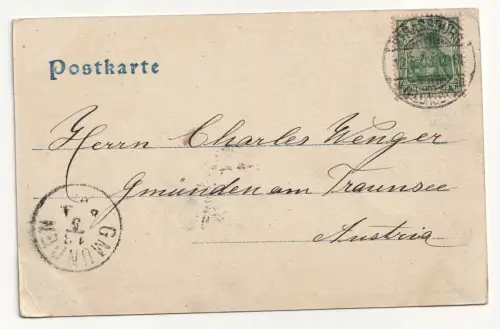 Postkarte
Herrn Charles Wenger
Gmünden am Traunsee
Austria
GMUNDEN